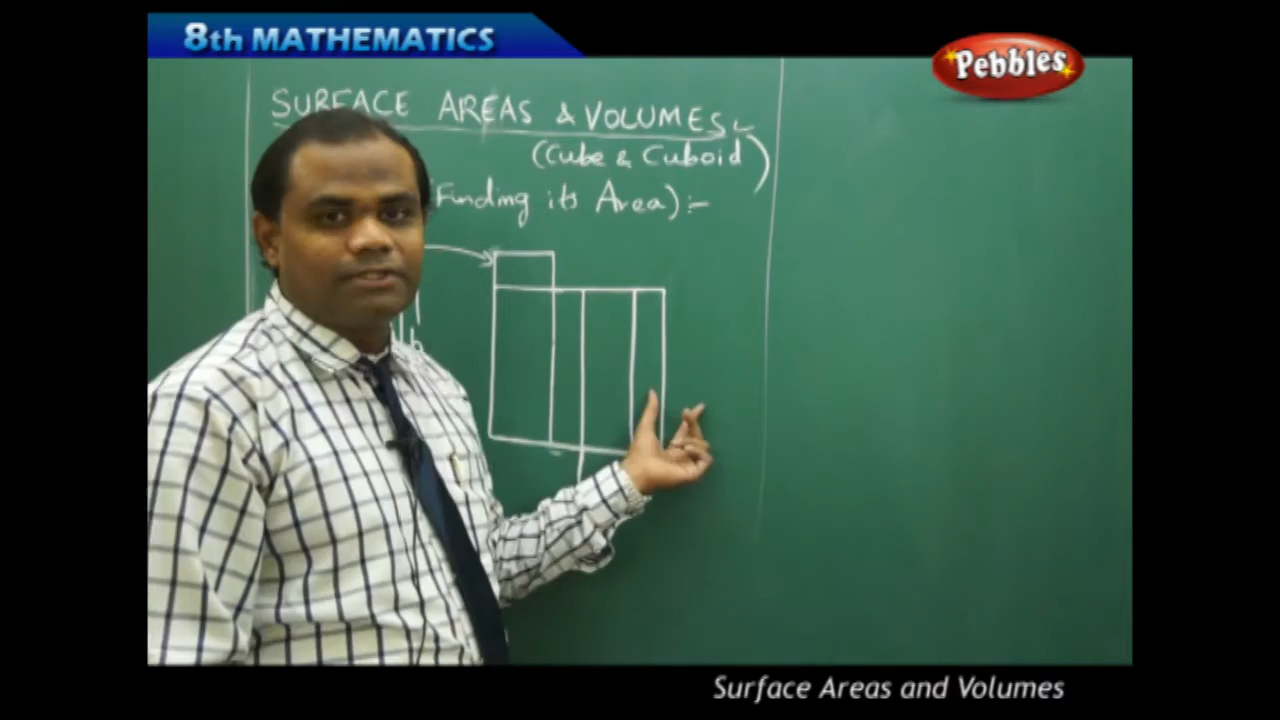 8th MATHEMATICS
Pebbles
SURFACE AREAS & VOLUMES:-
(Cube & Cuboid)
(Finding its Area):-
Surface Areas and Volumes